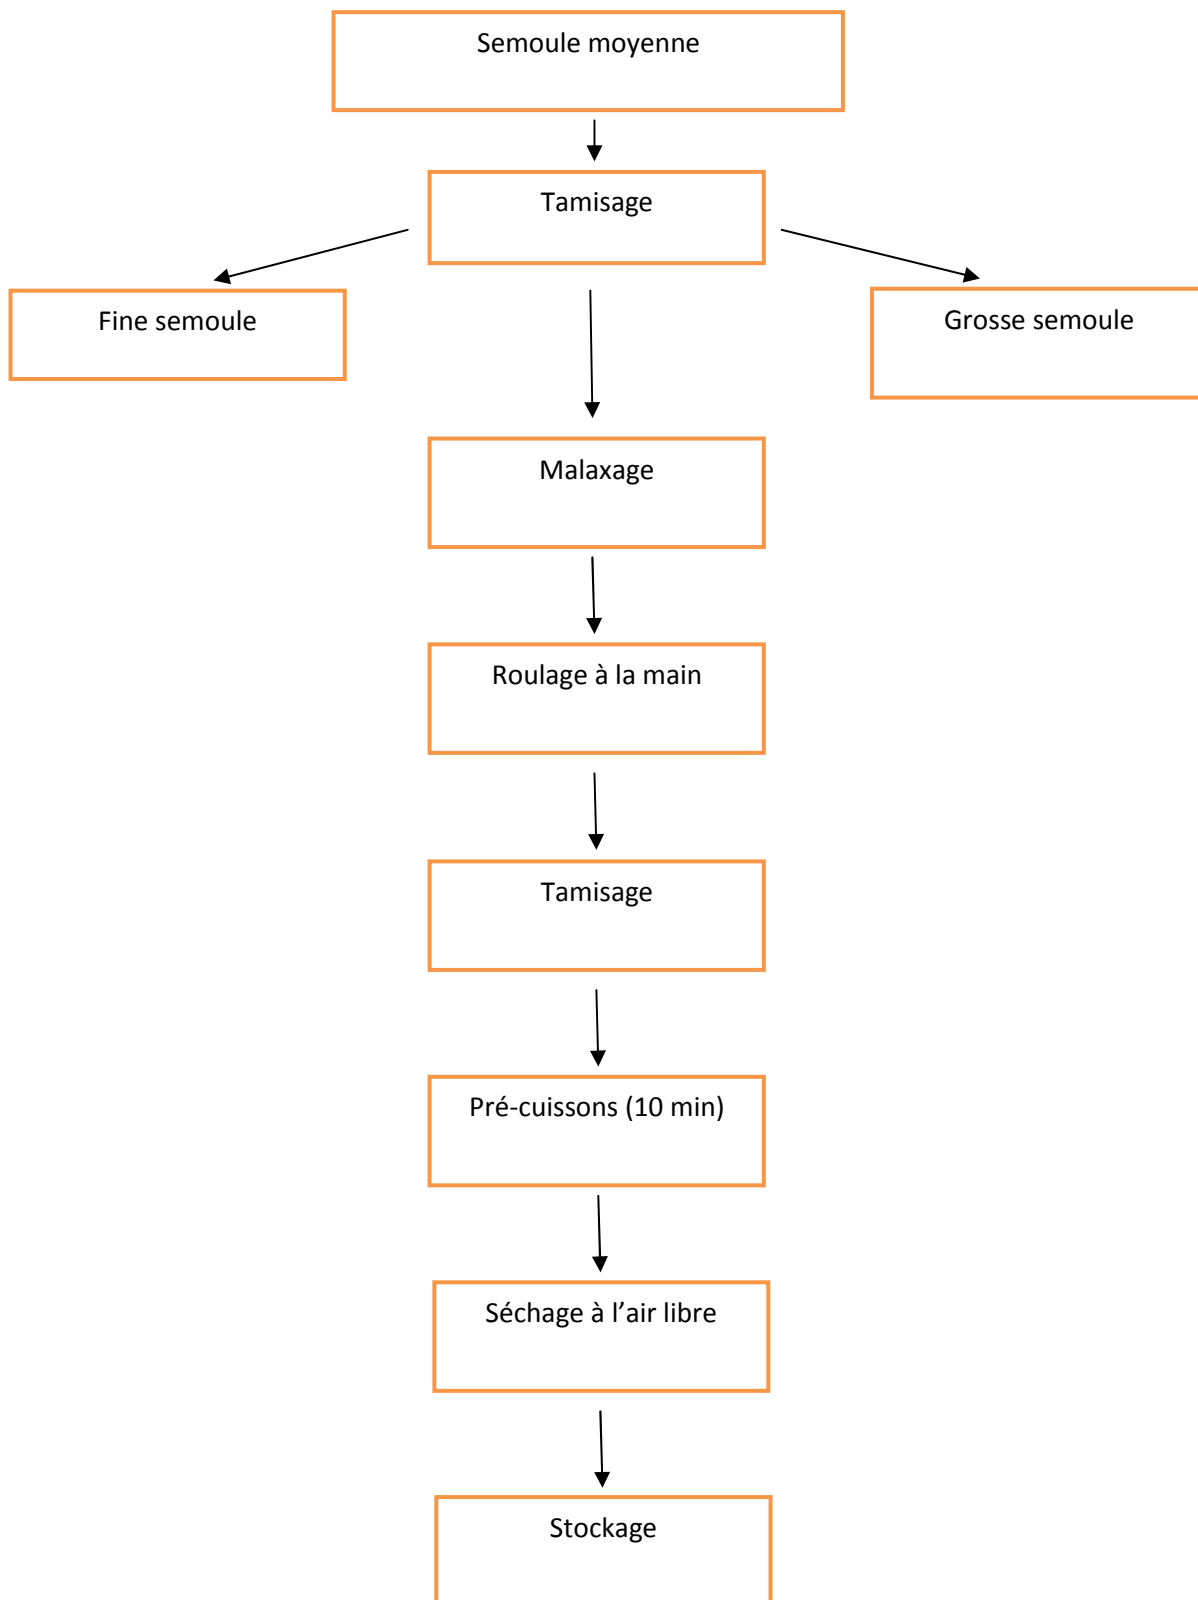 Semoule moyenne
Tamisage
Fine semoule
Grosse semoule
Malaxage
Roulage à la main
Tamisage
Pré-cuissons (10 min)
Séchage à l’air libre
Stockage